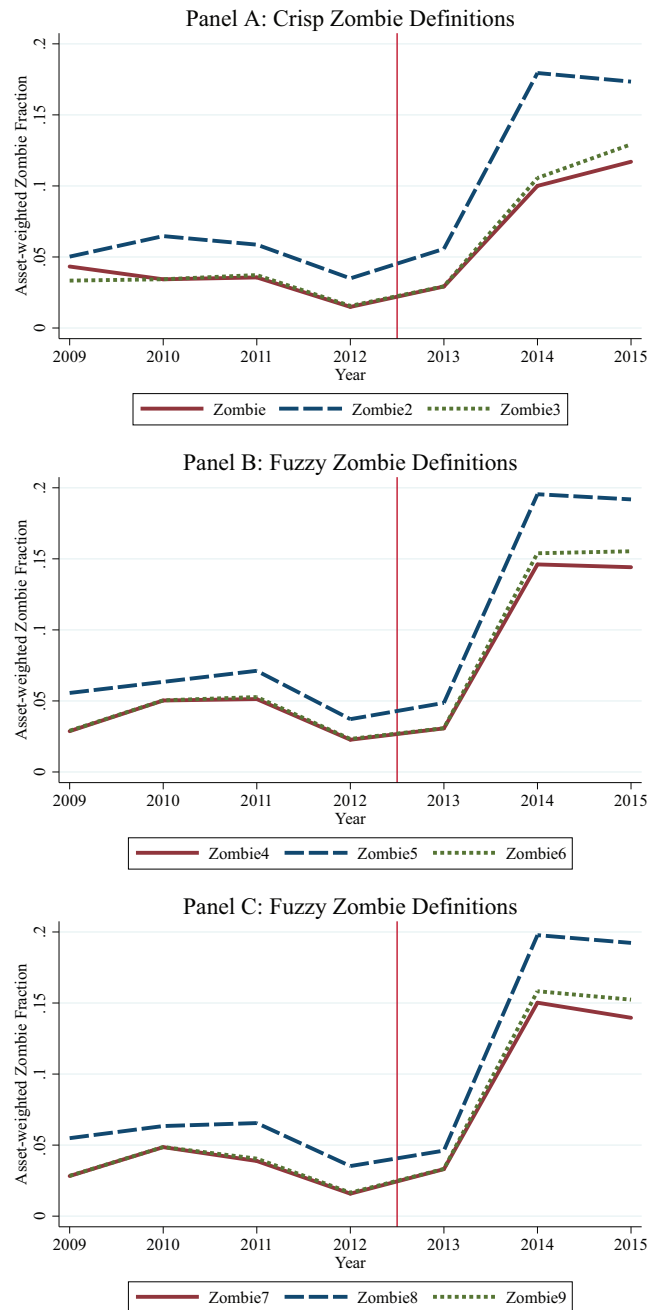 Panel A: Crisp Zombie Definitions
Asset-weighted Zombie Fraction
.2
.15
.1
.05
0
2009 2010 2011 2012 2013 2014 2015
Year
Zombie Zombie2 Zombie3
Panel B: Fuzzy Zombie Definitions
Asset-weighted Zombie Fraction
.2
.15
.1
.05
0
2009 2010 2011 2012 2013 2014 2015
Year
Zombie4 Zombie5 Zombie6
Panel C: Fuzzy Zombie Definitions
Asset-weighted Zombie Fraction
.2
.15
.1
.05
0
2009 2010 2011 2012 2013 2014 2015
Year
Zombie7 Zombie8 Zombie9